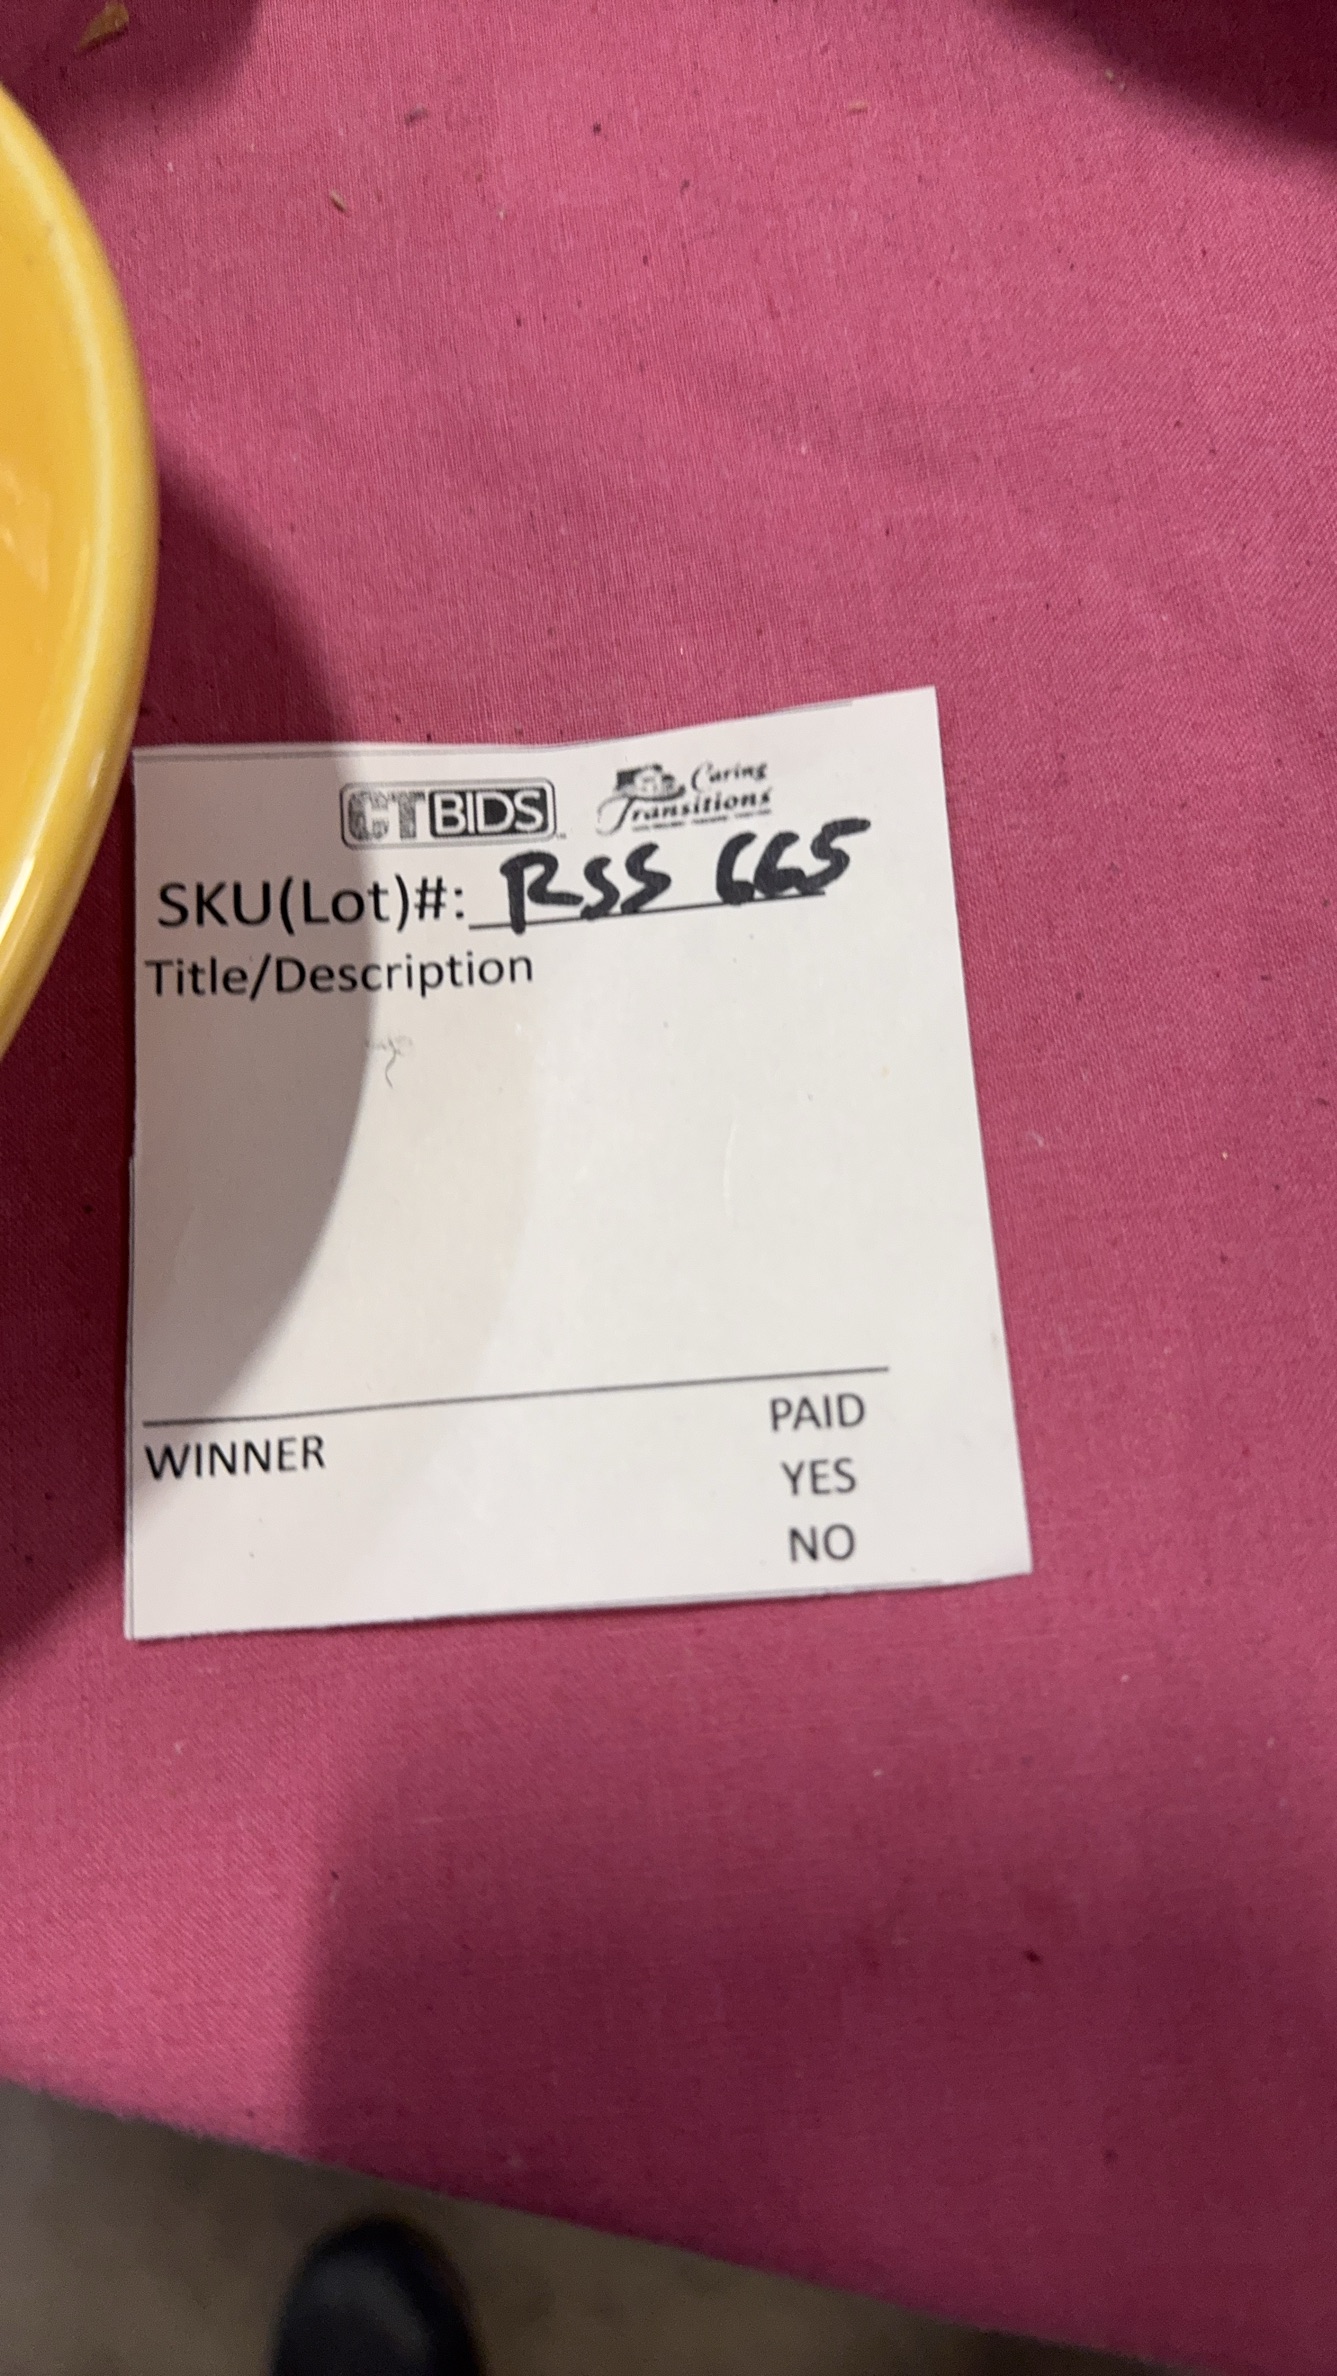 CTBIDS Caring Transitions
SKU(Lot)#: RSS 665
Title/Description
WINNER
PAID
YES
NO